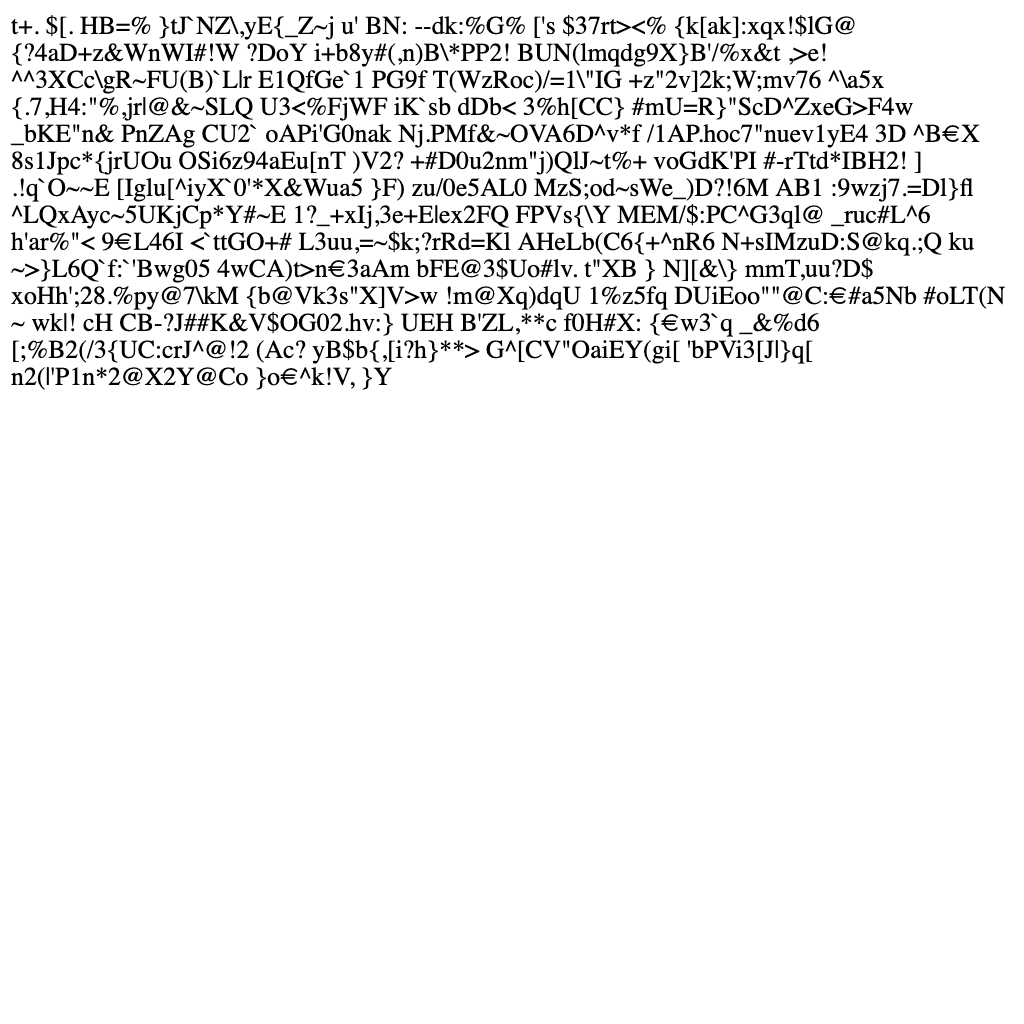 t+. $[. HB=% }tJ`NZ\,yE{_Z~j u' BN: --dk:%G% ['s $37rt><% {k[ak]:xqx!$lG@
{?4aD+z&WnWI#!W ?DoY i+b8y#(,n)B\*PP2! BUN(lmqdg9X}B'/%x&t ,>e!
^^3XCc\gR~FU(B)`L|r E1QfGe`1 PG9f T(WzRoc)/=1\"IG +z"2v]2k;W;mv76 ^\a5x
{.7,H4:"%,jr|@&~SLQ U3<%FjWF iK`sb dDb< 3%h[CC} #mU=R}"ScD^ZxeG>F4w
_bKE"n& PnZAg CU2` oAPi'G0nak Nj.PMf&~OVA6D^v*f /1AP.hoc7"nuev1yE4 3D ^B€X
8s1Jpc*{jrUOu OSi6z94aEu[nT )V2? +#D0u2nm"j)QlJ~t%+ voGdK'PI #-rTtd*IBH2! ]
.!q`O~~E [Iglu[^iyX`0'*X&Wua5 }F) zu/0e5AL0 MzS;od~sWe_)D?!6M AB1 :9wzj7.=Dl}fl
^LQxAyc~5UKjCp*Y#~E 1?_+xIj,3e+E|ex2FQ FPVs{\Y MEM/$:PC^G3ql@ _ruc#L^6
h'ar%"< 9€L46I <`ttGO+# L3uu,=~$k;?rRd=Kl AHeLb(C6{+^nR6 N+sIMzuD:S@kq.;Q ku
~>}L6Q`f:`'Bwg05 4wCA)t>n€3aAm bFE@3$Uo#lv. t"XB } N][&\} mmT,uu?D$
xoHh';28.%py@7\kM {b@Vk3s"X]V>w !m@Xq)dqU 1%z5fq DUiEoo""@C:€#a5Nb #oLT(N
~ wk|! cH CB-?J##K&V$OG02.hv:} UEH B'ZL,**c f0H#X: {€w3`q _&%d6
[;%B2(/3{UC:crJ^@!2 (Ac? yB$b{,[i?h}**> G^[CV"OaiEY(gi[ 'bPVi3[J|}q[
n2(|'P1n*2@X2Y@Co }o€^k!V, }Y